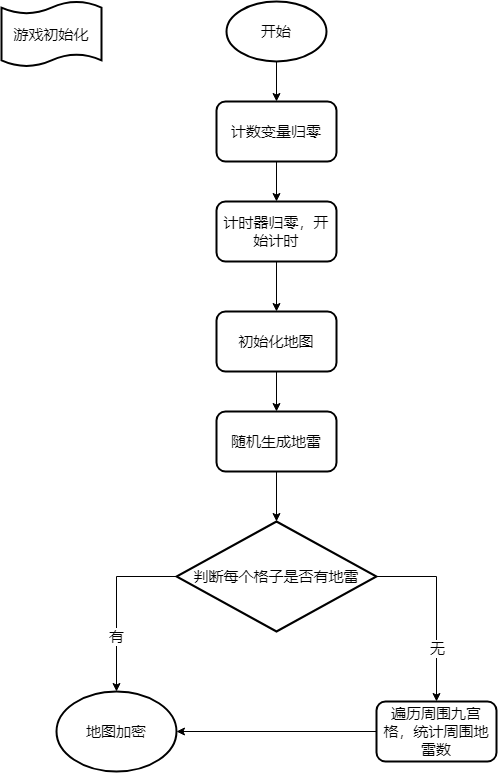 游戏初始化
开始
计数变量归零
计时器归零，开
始计时
初始化地图
随机生成地雷
判断每个格子是否有地雷
有
无
地图加密
遍历周围九宫
格，统计周围地
雷数